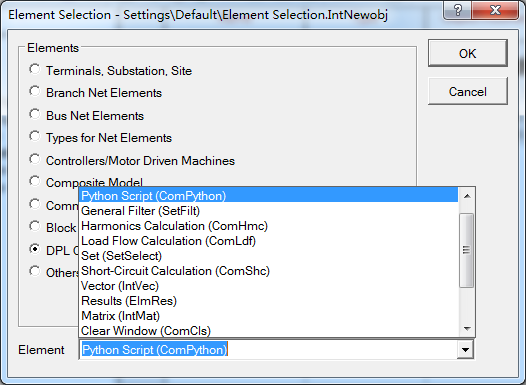 Element Selection - Settings\Default\Element Selection.IntNewobj
Elements
OK
Cancel
Terminals, Substation, Site
Branch Net Elements
Bus Net Elements
Types for Net Elements
Controllers/Motor Driven Machines
Composite Model
Block
DPL
Others
Python Script (ComPython)
General Filter (SetFilt)
Harmonics Calculation (ComHmc)
Load Flow Calculation (ComLdf)
Set (SetSelect)
Short-Circuit Calculation (ComShc)
Vector (IntVec)
Results (ElmRes)
Matrix (IntMat)
Clear Window (ComCls)
Element
Python Script (ComPython)